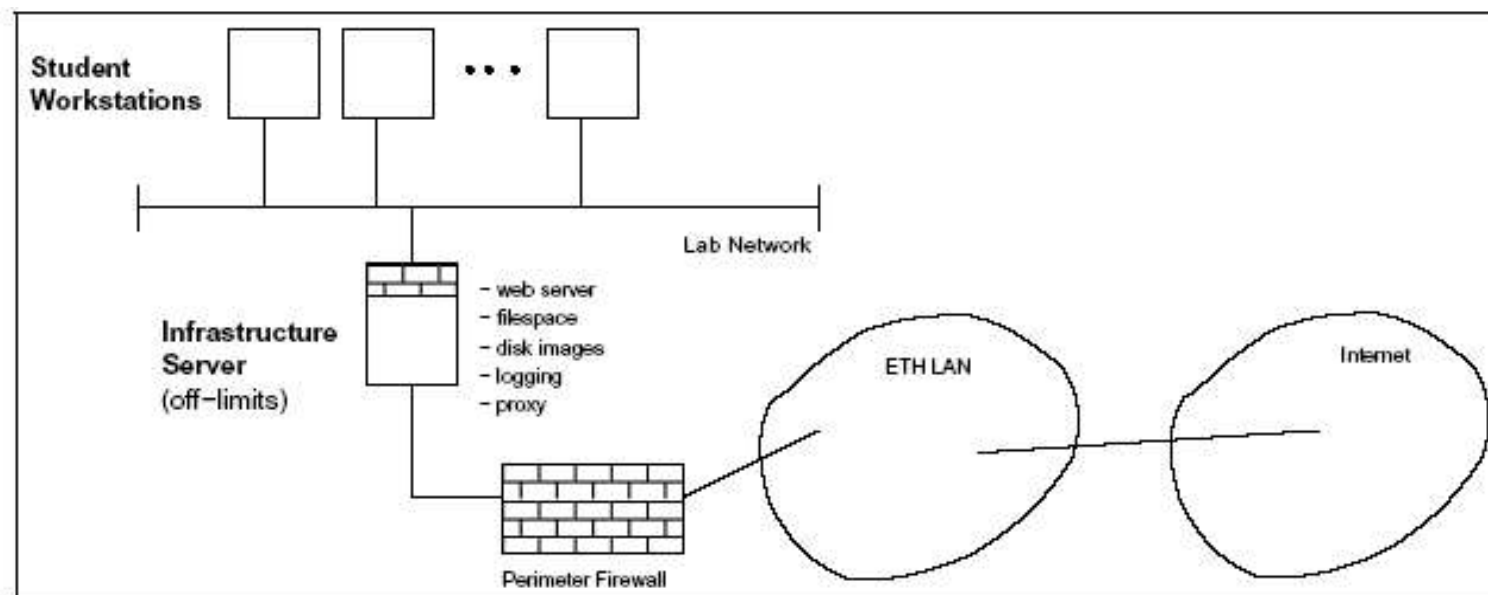 Student
Workstations
Lab Network
Infrastructure
Server
(off-limits)
- web server
- filespace
- disk images
- logging
- proxy
ETH LAN
Internet
Perimeter Firewall